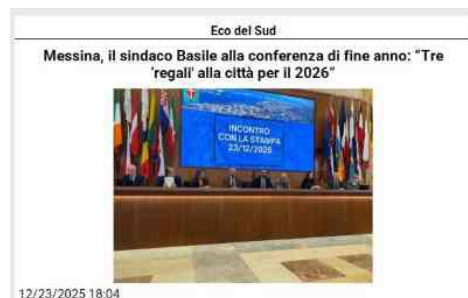 Eco del Sud
Messina, il sindaco Basile alla conferenza di fine anno: “Tre
'regali' alla città per il 2026”
INCONTRO
CON LA STAMPA
23/12/2025
12/23/2025 18:04